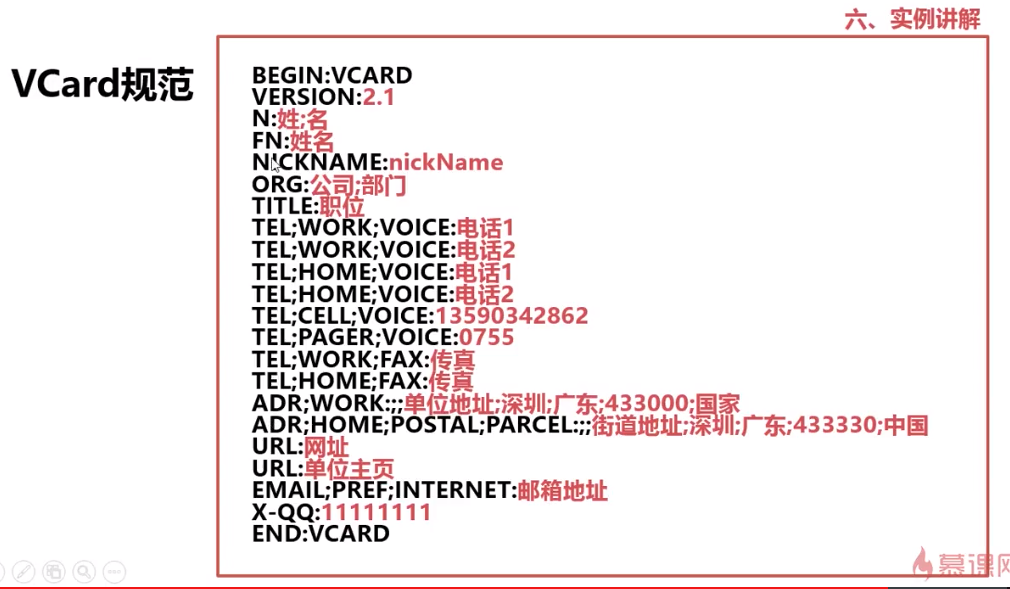 六、实例讲解
VCard规范
BEGIN:VCARD
VERSION:2.1
N:姓;名
FN:姓名
NICKNAME:nickName
ORG:公司;部门
TITLE:职位
TEL;WORK;VOICE:电话1
TEL;WORK;VOICE:电话2
TEL;HOME;VOICE:电话1
TEL;HOME;VOICE:电话2
TEL;CELL;VOICE:13590342862
TEL;PAGER;VOICE:0755
TEL;WORK;FAX:传真
TEL;HOME;FAX:传真
ADR;WORK:;;单位地址;深圳;广东;433000;国家
ADR;HOME;POSTAL;PARCEL:;;街道地址;深圳;广东;433330;中国
URL:网址
URL:单位主页
EMAIL;PREF;INTERNET:邮箱地址
X-QQ:11111111
END:VCARD
慕课网